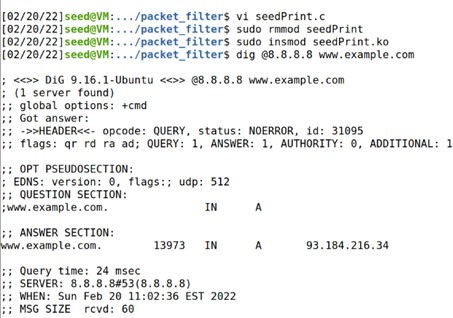 [02/20/22]seed@VM:.../packet_filter$ vi seedPrint.c
[02/20/22]seed@VM:.../packet_filter$ sudo rmmod seedPrint
[02/20/22]seed@VM:.../packet_filter$ sudo insmod seedPrint.ko
[02/20/22]seed@VM:.../packet_filter$ dig @8.8.8.8 www.example.com
; <<>> DiG 9.16.1-Ubuntu <<>> @8.8.8.8 www.example.com
; (1 server found)
;; global options: +cmd
;; Got answer:
;; ->>HEADER<<- opcode: QUERY, status: NOERROR, id: 31095
;; flags: qr rd ra ad; QUERY: 1, ANSWER: 1, AUTHORITY: 0, ADDITIONAL: 1
;; OPT PSEUDOSECTION:
; EDNS: version: 0, flags:; udp: 512
;; QUESTION SECTION:
;www.example.com. IN A
;; ANSWER SECTION:
www.example.com. 13973 IN A 93.184.216.34
;; Query time: 24 msec
;; SERVER: 8.8.8.8#53(8.8.8.8)
;; WHEN: Sun Feb 20 11:02:36 EST 2022
;; MSG SIZE rcvd: 60